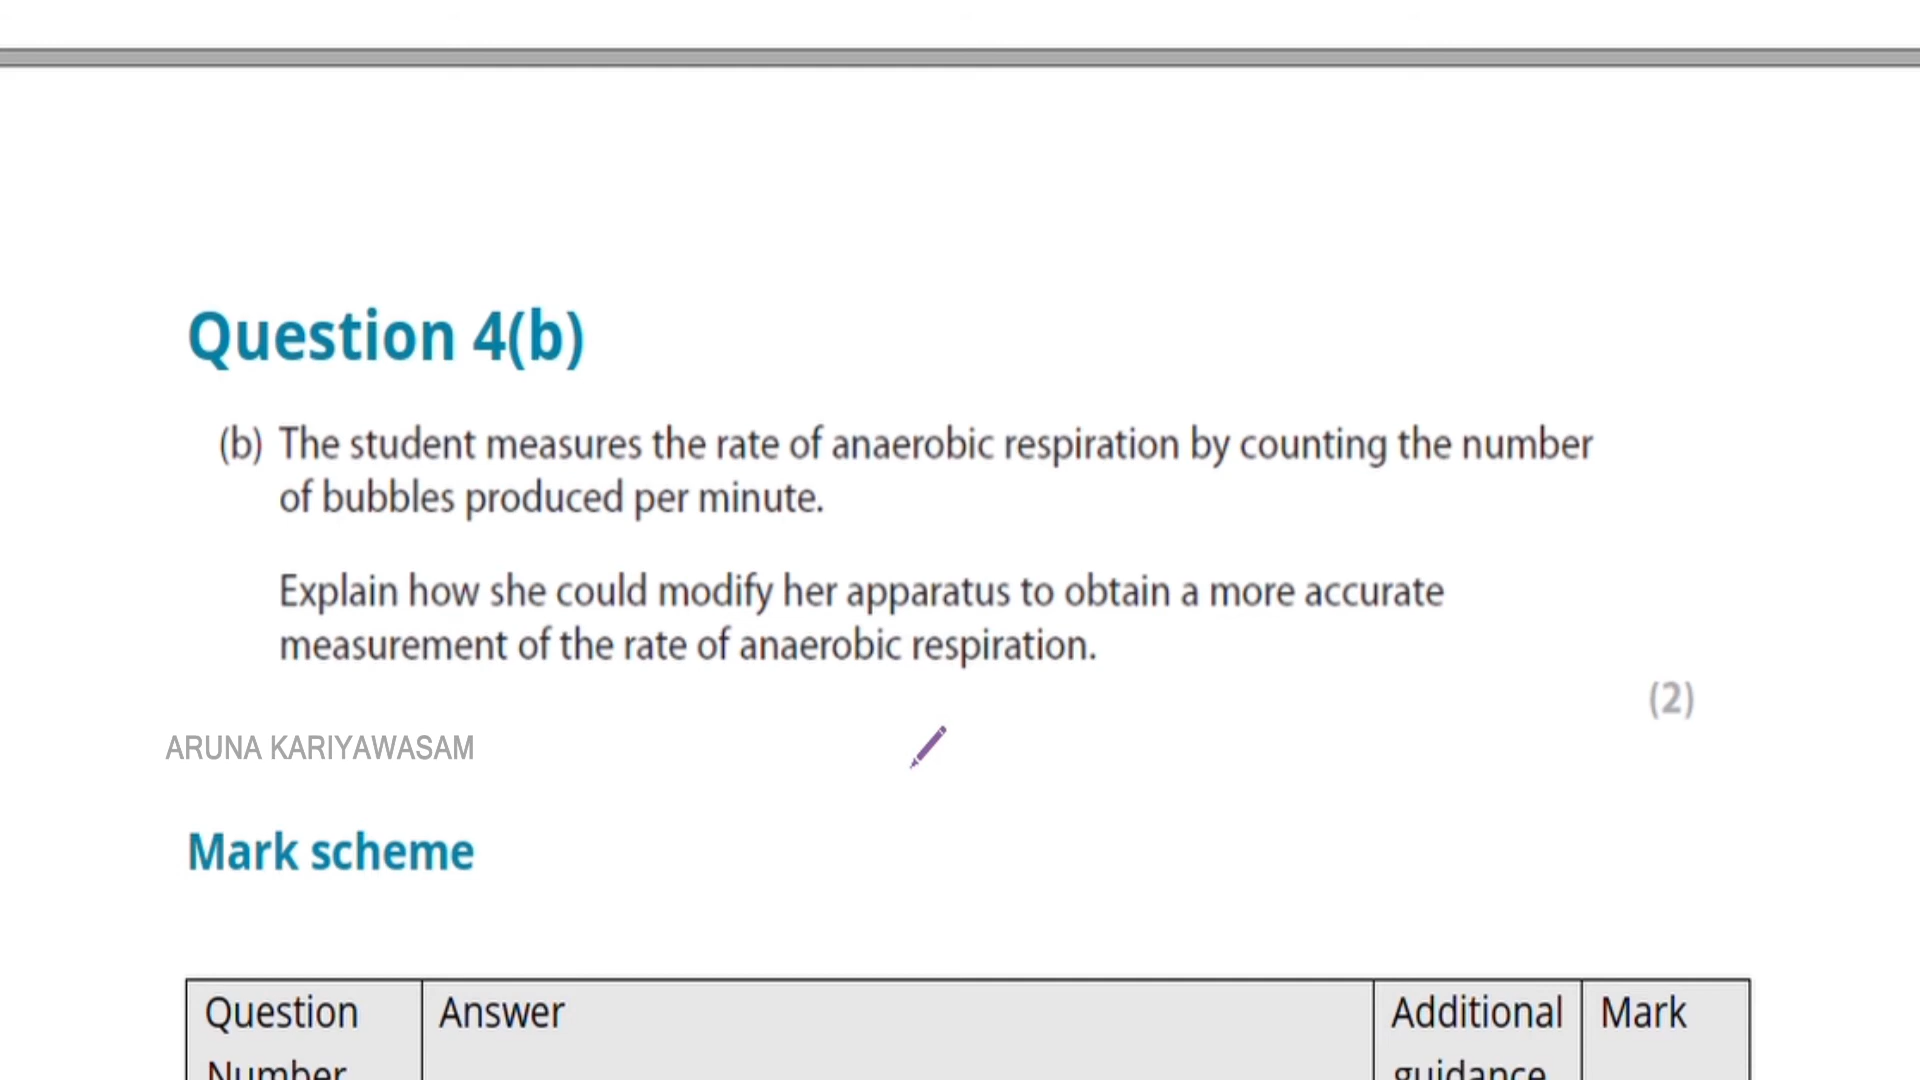 Question 4(b)
(b) The student measures the rate of anaerobic respiration by counting the number
of bubbles produced per minute.
Explain how she could modify her apparatus to obtain a more accurate
measurement of the rate of anaerobic respiration.
(2)
ARUNA KARIYAWASAM
Mark scheme
Question Answer Additional Mark
Number guidance